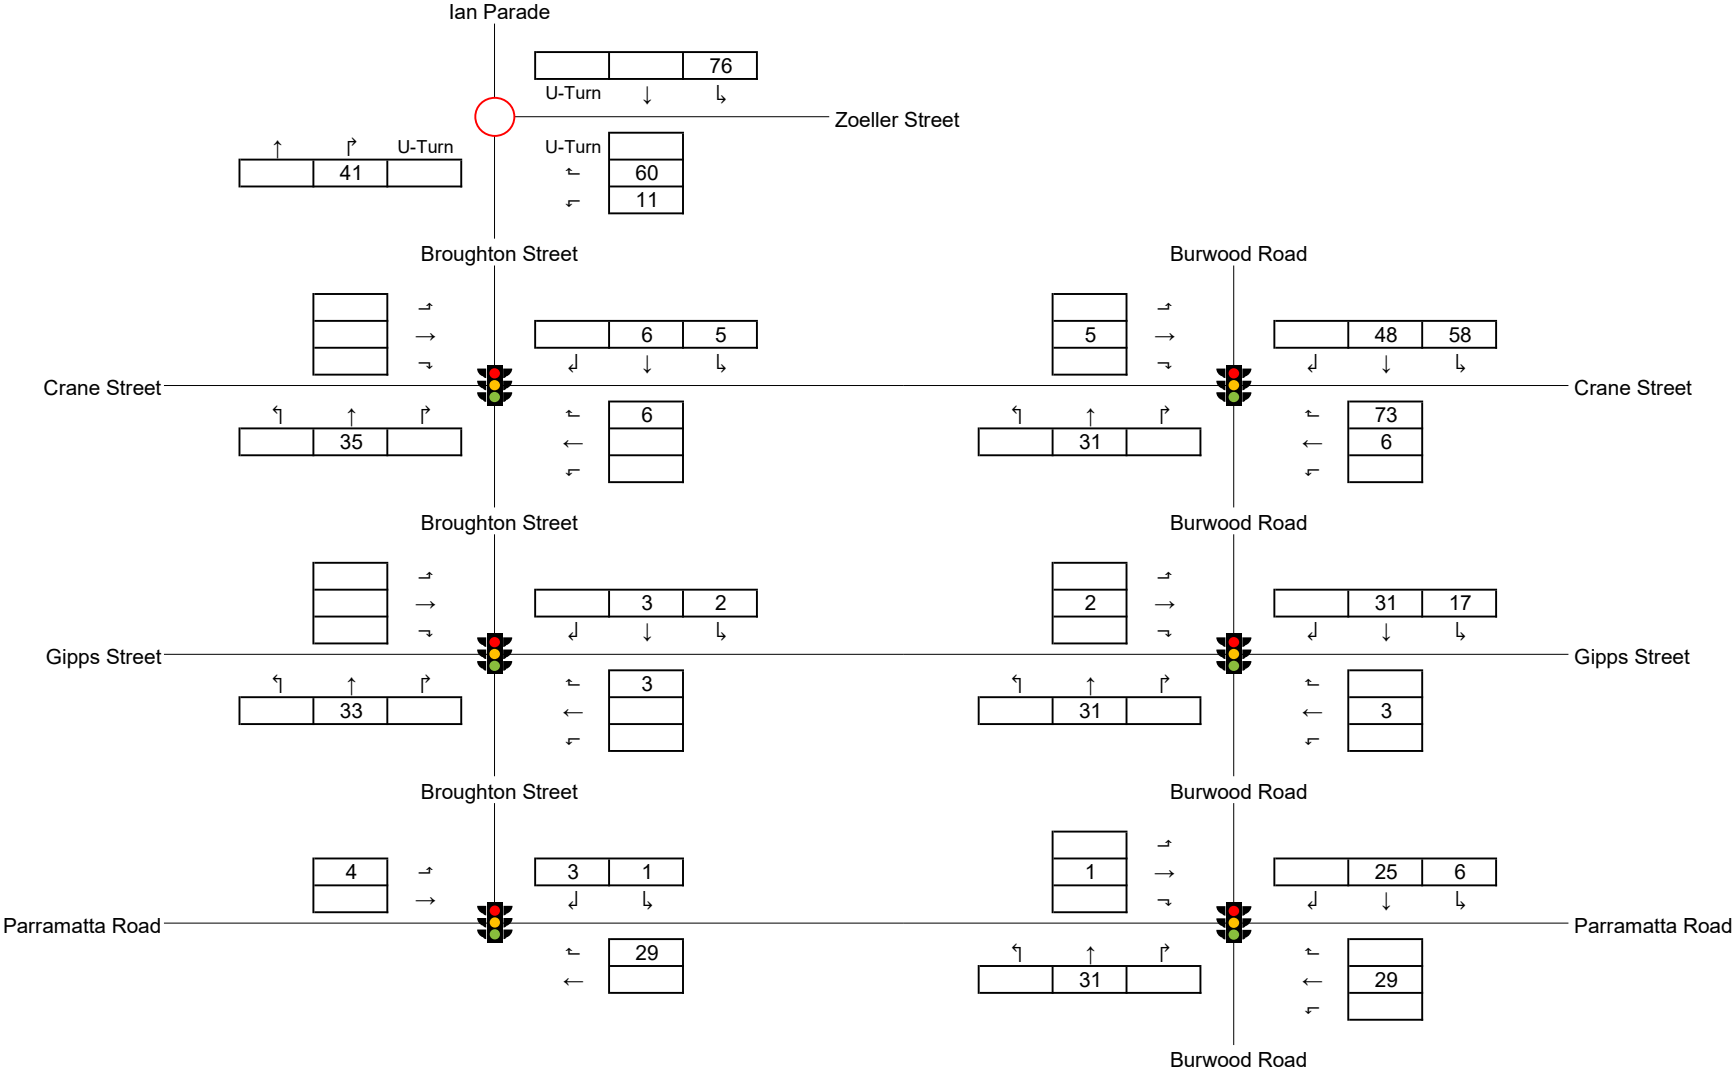 Ian Parade
76
U-Turn ↓ ↳
Zoeller Street
↑ ↱ U-Turn
41
U-Turn
60
11
Broughton Street
Burwood Road
6 5
5
48 58
Crane Street
Crane Street
35
6
31
73
6
Broughton Street
Burwood Road
3 2
2
31 17
Gipps Street
Gipps Street
33
3
31
3
Broughton Street
Burwood Road
4
3 1
1
25 6
Parramatta Road
Parramatta Road
29
31
29
Burwood Road